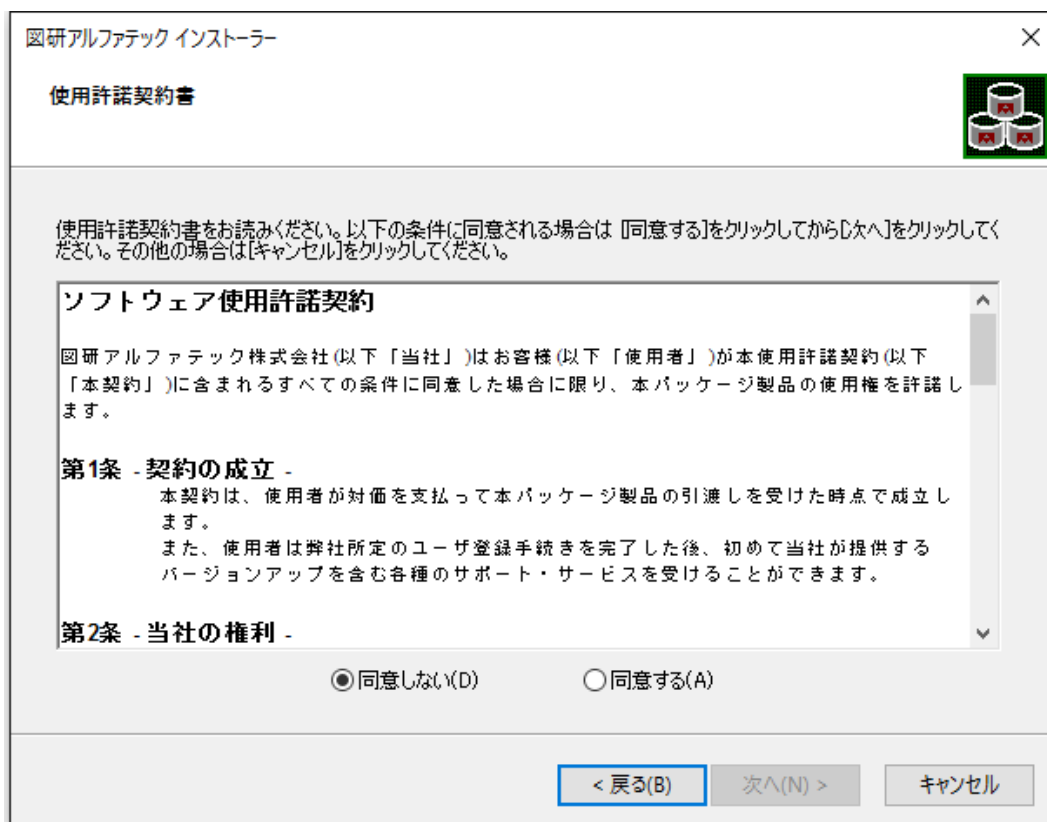 図研アルファテック インストーラー
使用許諾契約書
使用許諾契約書をお読みください。以下の条件に同意される場合は [同意する]をクリックしてから[次へ]をクリックしてく
ださい。その他の場合は[キャンセル]をクリックしてください。
ソフトウェア使用許諾契約
図研アルファテック株式会社(以下「当社」)はお客様(以下「使用者」)が本使用許諾契約(以下
「本契約」)に含まれるすべての条件に同意した場合に限り、本パッケージ製品の使用権を許諾し
ます。
第1条 - 契約の成立 -
本契約は、使用者が対価を支払って本パッケージ製品の引渡しを受けた時点で成立し
ます。
また、使用者は弊社所定のユーザ登録手続きを完了した後、初めて当社が提供する
バージョンアップを含む各種のサポート・サービスを受けることができます。
第2条 - 当社の権利 -
同意しない(D) 同意する(A)
< 戻る(B) 次へ(N) > キャンセル